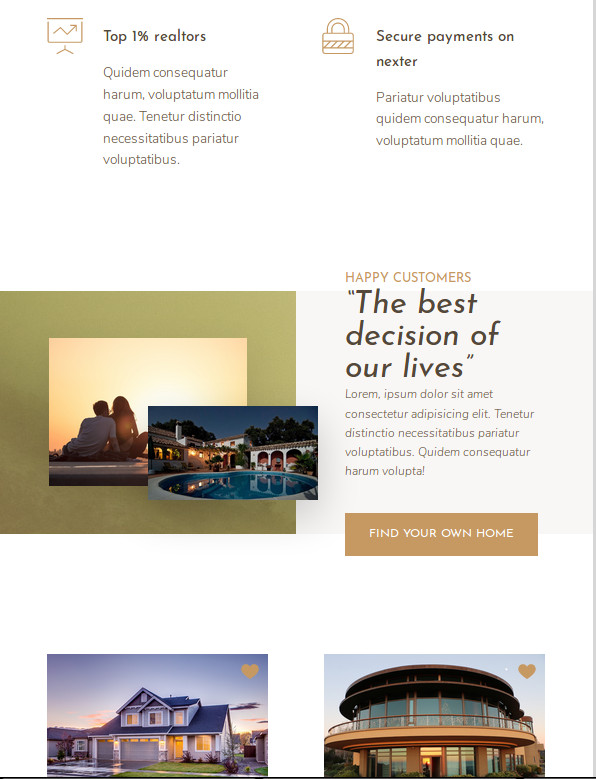 Top 1% realtors
Quidem consequatur
harum, voluptatum mollitia
quae. Tenetur distinctio
necessitatibus pariatur
voluptatibus.
Secure payments on
nexter
Pariatur voluptatibus
quidem consequatur harum,
voluptatum mollitia quae.
HAPPY CUSTOMERS
“The best
decision of
our lives”
Lorem, ipsum dolor sit amet
consectetur adipisicing elit. Tenetur
distinctio necessitatibus pariatur
voluptatibus. Quidem consequatur
harum volupta!
FIND YOUR OWN HOME